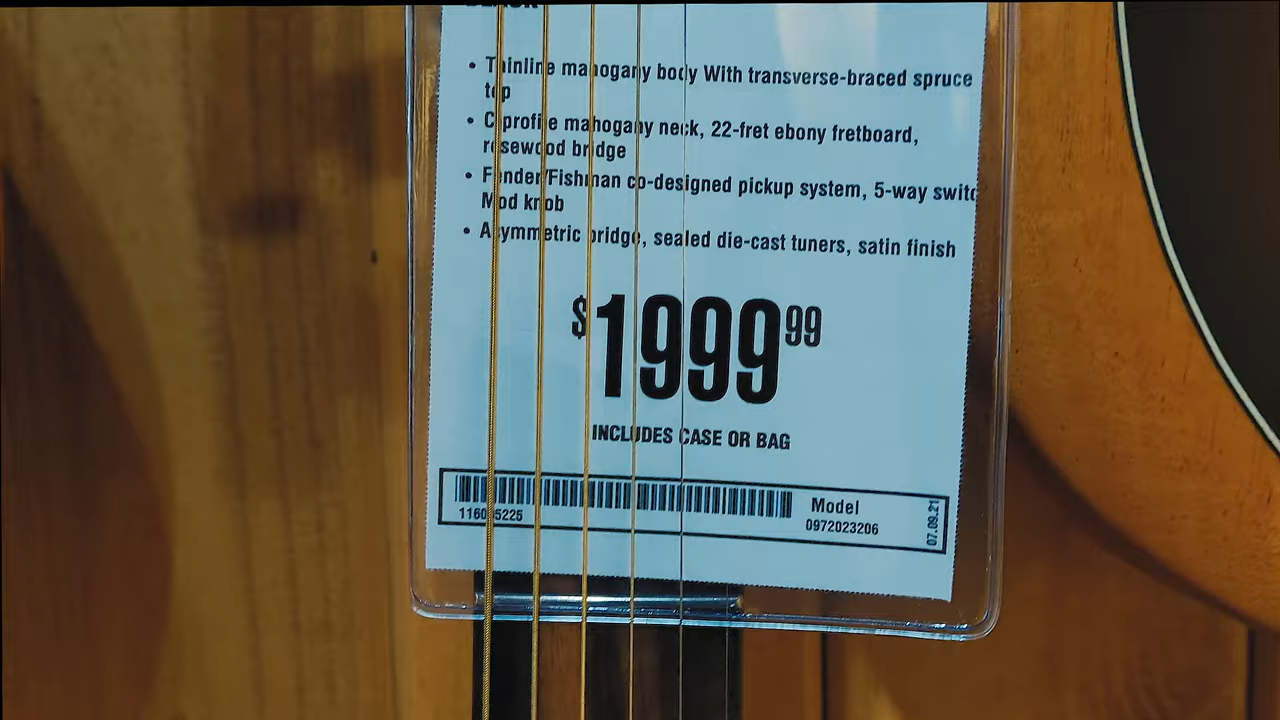 • Thinline mahogany body With transverse-braced spruce
top
• C profile mahogany neck, 22-fret ebony fretboard,
rosewood bridge
• Fender/Fishman co-designed pickup system, 5-way switc
Mod knob
• Asymmetric bridge, sealed die-cast tuners, satin finish
$1999 99
INCLUDES CASE OR BAG
Model
0972023206
07.09.21